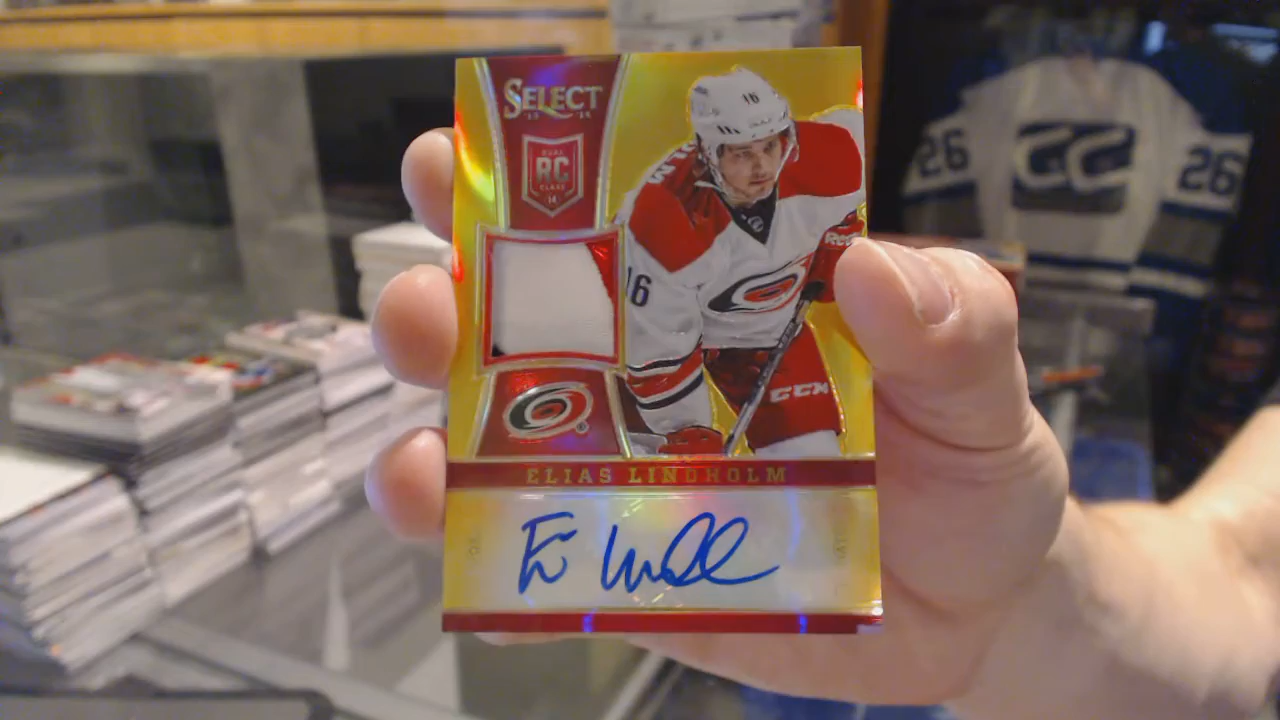 SELECT
13 14
DUAL
RC
CLASS
14
16
16
REEBOK
CCM
ELIAS LINDHOLM
26
26